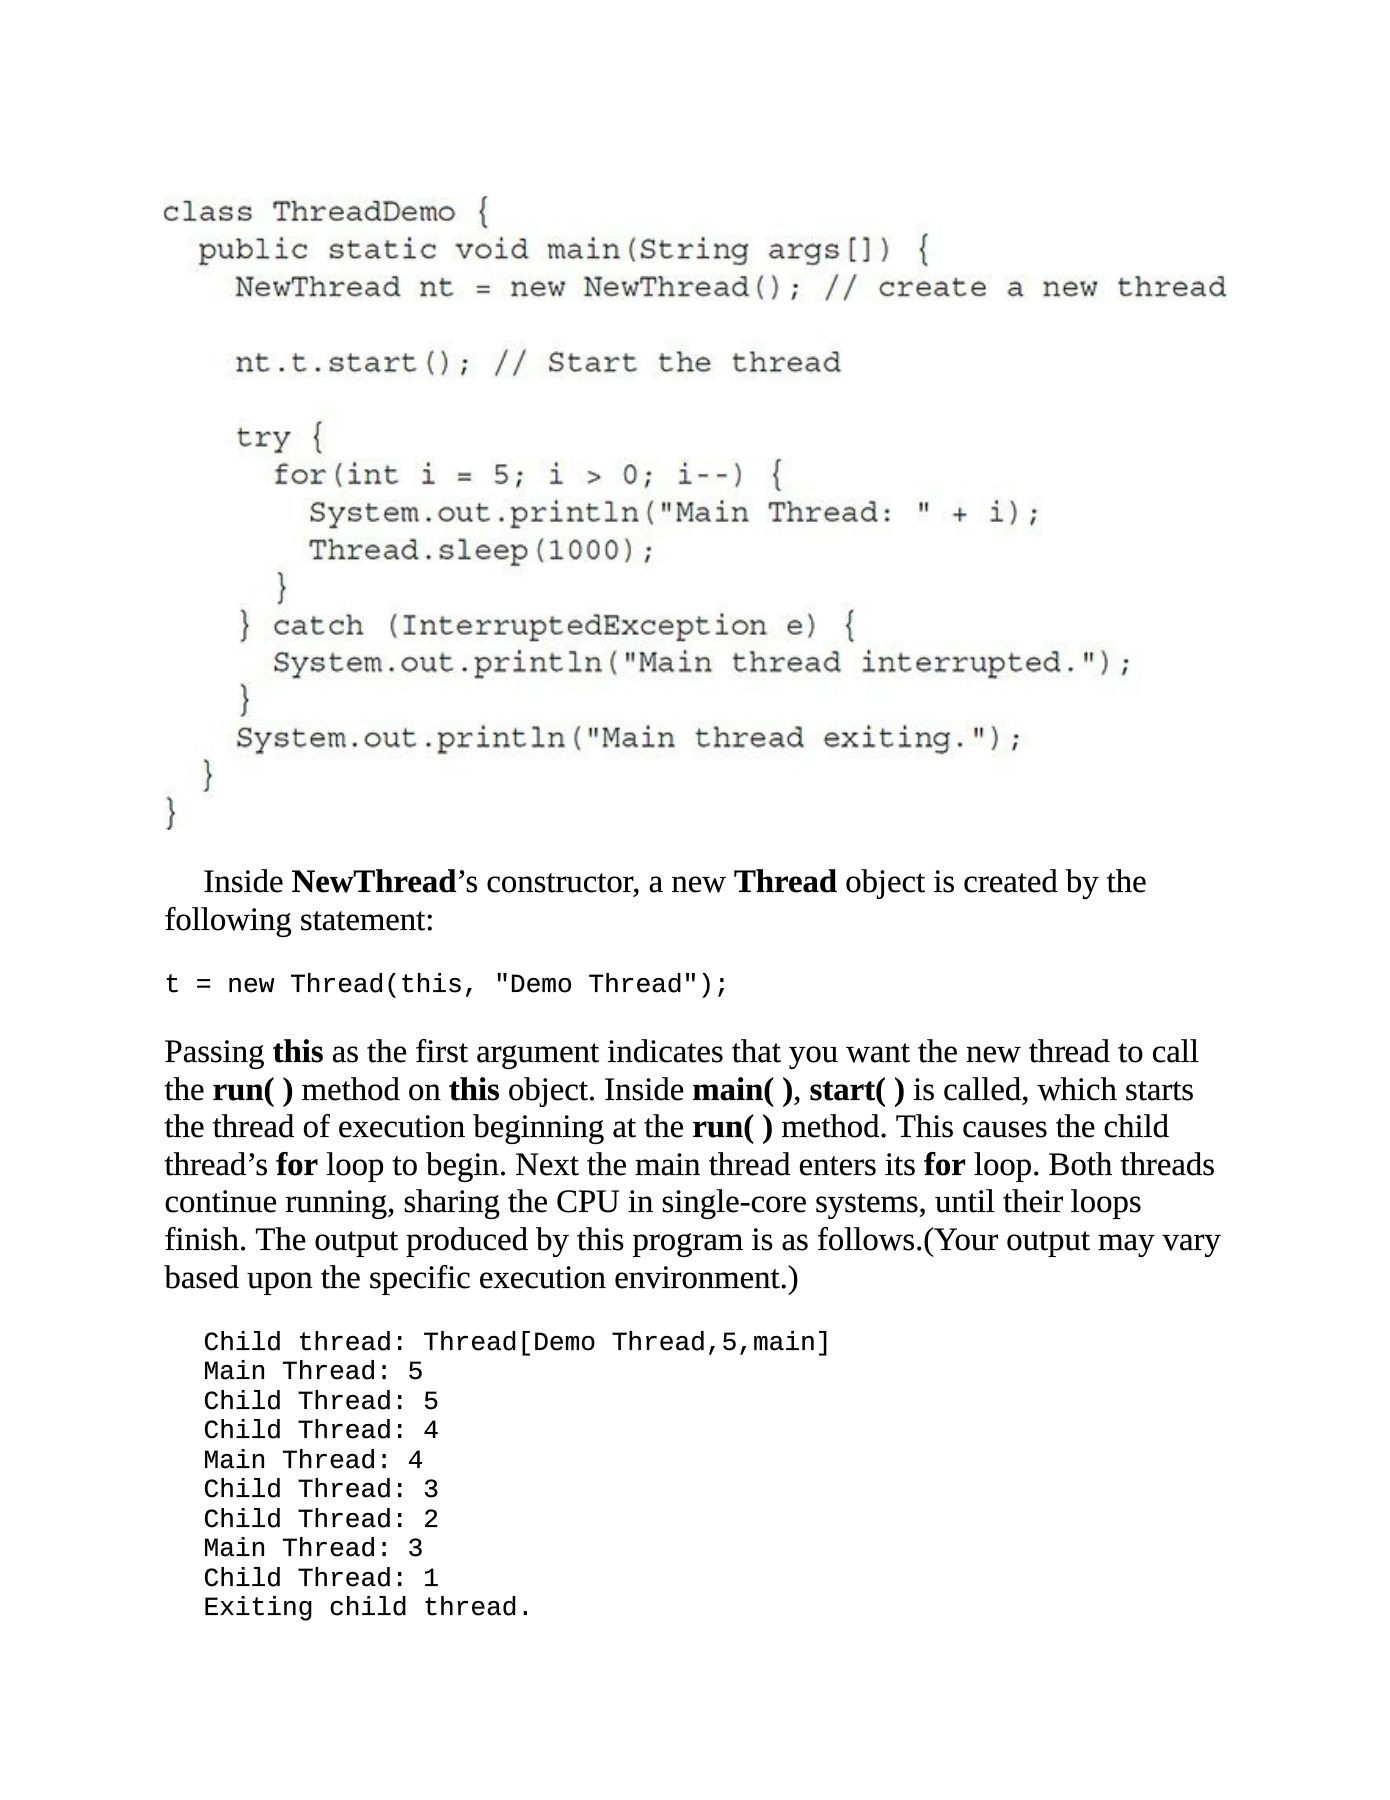 class ThreadDemo {
  public static void main(String args[]) {
    NewThread nt = new NewThread(); // create a new thread

    nt.t.start(); // Start the thread

    try {
      for(int i = 5; i > 0; i--) {
        System.out.println("Main Thread: " + i);
        Thread.sleep(1000);
      }
    } catch (InterruptedException e) {
      System.out.println("Main thread interrupted.");
    }
    System.out.println("Main thread exiting.");
  }
}
Inside NewThread’s constructor, a new Thread object is created by the
following statement:
t = new Thread(this, "Demo Thread");
Passing this as the first argument indicates that you want the new thread to call
the run( ) method on this object. Inside main( ), start( ) is called, which starts
the thread of execution beginning at the run( ) method. This causes the child
thread’s for loop to begin. Next the main thread enters its for loop. Both threads
continue running, sharing the CPU in single-core systems, until their loops
finish. The output produced by this program is as follows.(Your output may vary
based upon the specific execution environment.)
Child thread: Thread[Demo Thread,5,main]
Main Thread: 5
Child Thread: 5
Child Thread: 4
Main Thread: 4
Child Thread: 3
Child Thread: 2
Main Thread: 3
Child Thread: 1
Exiting child thread.